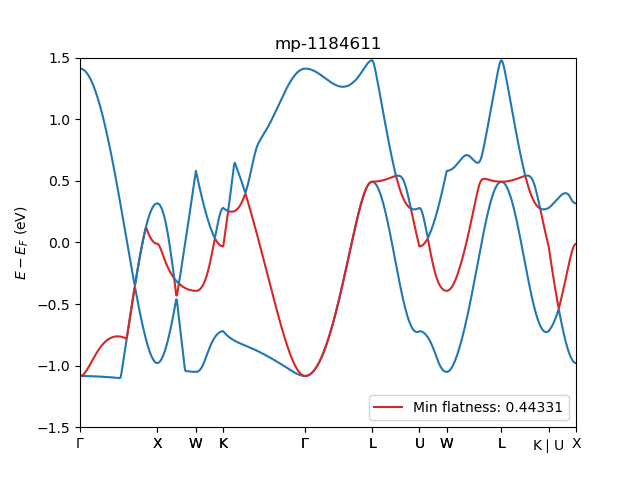 mp-1184611
E − E_F (eV)
1.5
1.0
0.5
0.0
−0.5
−1.0
−1.5
Min flatness: 0.44331
Γ X W K Γ L U W L K | U X